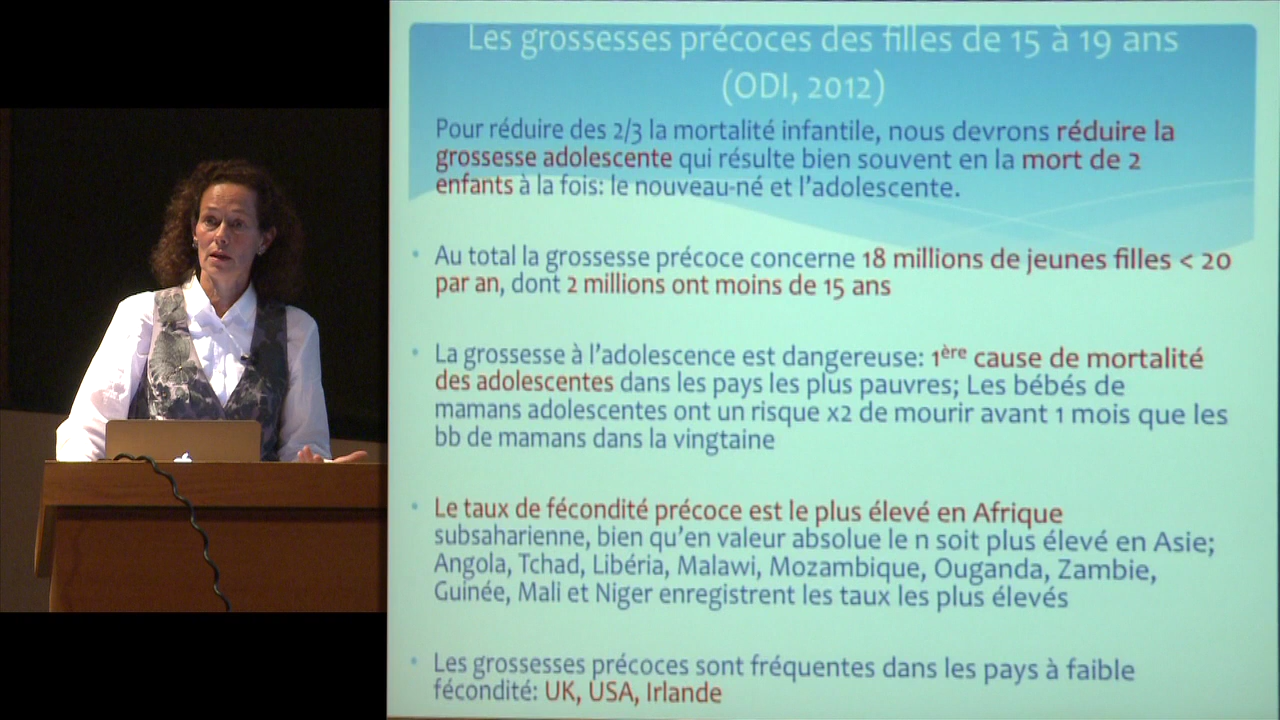 Les grossesses précoces des filles de 15 à 19 ans
(ODI, 2012)
Pour réduire des 2/3 la mortalité infantile, nous devrons réduire la
grossesse adolescente qui résulte bien souvent en la mort de 2
enfants à la fois: le nouveau-né et l'adolescente.
• Au total la grossesse précoce concerne 18 millions de jeunes filles < 20
par an, dont 2 millions ont moins de 15 ans
• La grossesse à l'adolescence est dangereuse: 1ère cause de mortalité
des adolescentes dans les pays les plus pauvres; Les bébés de
mamans adolescentes ont un risque x2 de mourir avant 1 mois que les
bb de mamans dans la vingtaine
• Le taux de fécondité précoce est le plus élevé en Afrique
subsaharienne, bien qu'en valeur absolue le n soit plus élevé en Asie;
Angola, Tchad, Libéria, Malawi, Mozambique, Ouganda, Zambie,
Guinée, Mali et Niger enregistrent les taux les plus élevés
• Les grossesses précoces sont fréquentes dans les pays à faible
fécondité: UK, USA, Irlande